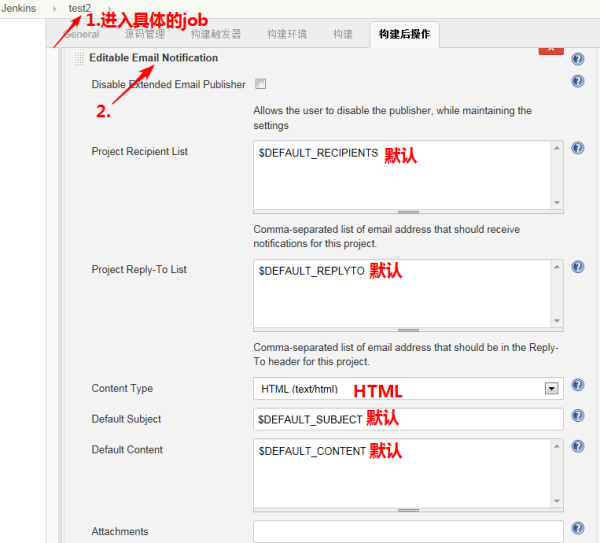 Jenkins › test2 ›
1.进入具体的job
General 源码管理 构建触发器 构建环境 构建 构建后操作
Editable Email Notification
Disable Extended Email Publisher
2.
Allows the user to disable the publisher, while maintaining the
settings
Project Recipient List
$DEFAULT_RECIPIENTS 默认
Comma-separated list of email address that should receive
notifications for this project.
Project Reply-To List
$DEFAULT_REPLYTO 默认
Comma-separated list of email address that should be in the Reply-
To header for this project.
Content Type
HTML (text/html) HTML
Default Subject
$DEFAULT_SUBJECT 默认
Default Content
$DEFAULT_CONTENT 默认
Attachments